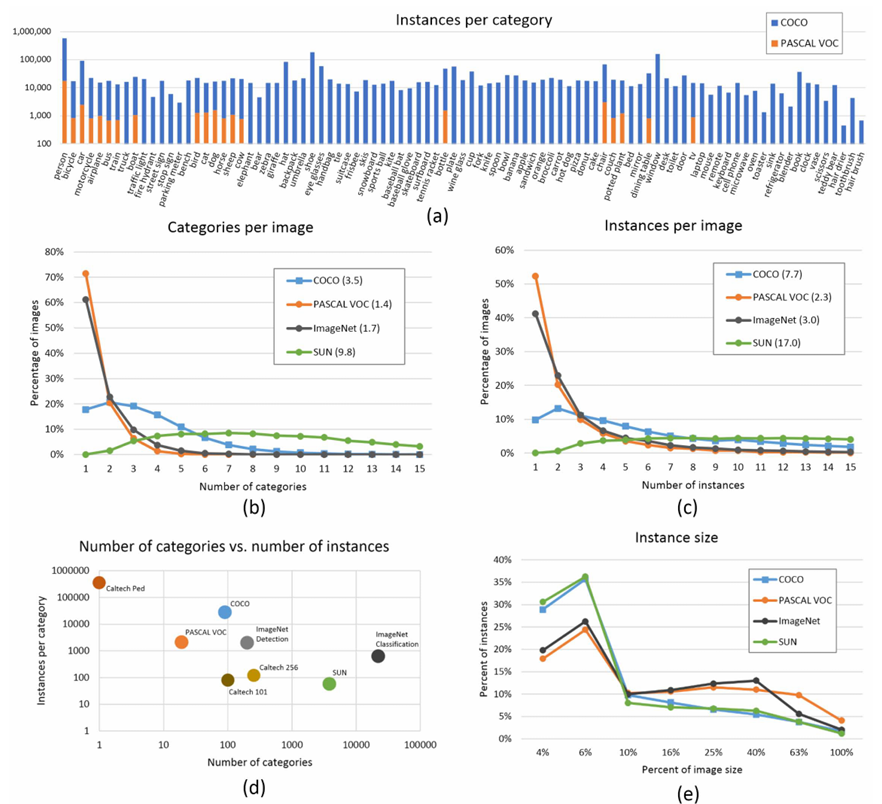 Instances per category
COCO
PASCAL VOC
1,000,000
100,000
10,000
1,000
100
person
bicycle
car
motorcycle
airplane
bus
train
truck
boat
traffic light
fire hydrant
street sign
stop sign
parking meter
bench
bird
cat
dog
horse
sheep
cow
elephant
bear
zebra
giraffe
hat
backpack
umbrella
shoe
eye glasses
handbag
tie
suitcase
frisbee
skis
snowboard
sports ball
kite
baseball bat
baseball glove
skateboard
surfboard
tennis racket
bottle
plate
wine glass
cup
fork
knife
spoon
bowl
banana
apple
sandwich
orange
broccoli
carrot
hot dog
pizza
donut
cake
chair
couch
potted plant
bed
mirror
dining table
window
desk
toilet
door
tv
laptop
mouse
remote
keyboard
cell phone
microwave
oven
toaster
sink
refrigerator
blender
book
clock
vase
scissors
teddy bear
hair drier
toothbrush
hair brush
(a)
Categories per image
80%
70%
60%
50%
40%
30%
20%
10%
0%
Percentage of images
COCO (3.5)
PASCAL VOC (1.4)
ImageNet (1.7)
SUN (9.8)
1 2 3 4 5 6 7 8 9 10 11 12 13 14 15
Number of categories
(b)
Instances per image
60%
50%
40%
30%
20%
10%
0%
Percentage of images
COCO (7.7)
PASCAL VOC (2.3)
ImageNet (3.0)
SUN (17.0)
1 2 3 4 5 6 7 8 9 10 11 12 13 14 15
Number of instances
(c)
Number of categories vs. number of instances
1000000
100000
10000
1000
100
10
1
Instances per category
Caltech Ped
COCO
PASCAL VOC
ImageNet
Detection
ImageNet
Classification
Caltech 256
Caltech 101
SUN
1 10 100 1000 10000 100000
Number of categories
(d)
Instance size
40%
35%
30%
25%
20%
15%
10%
5%
0%
Percent of instances
COCO
PASCAL VOC
ImageNet
SUN
4% 6% 10% 16% 25% 40% 63% 100%
Percent of image size
(e)